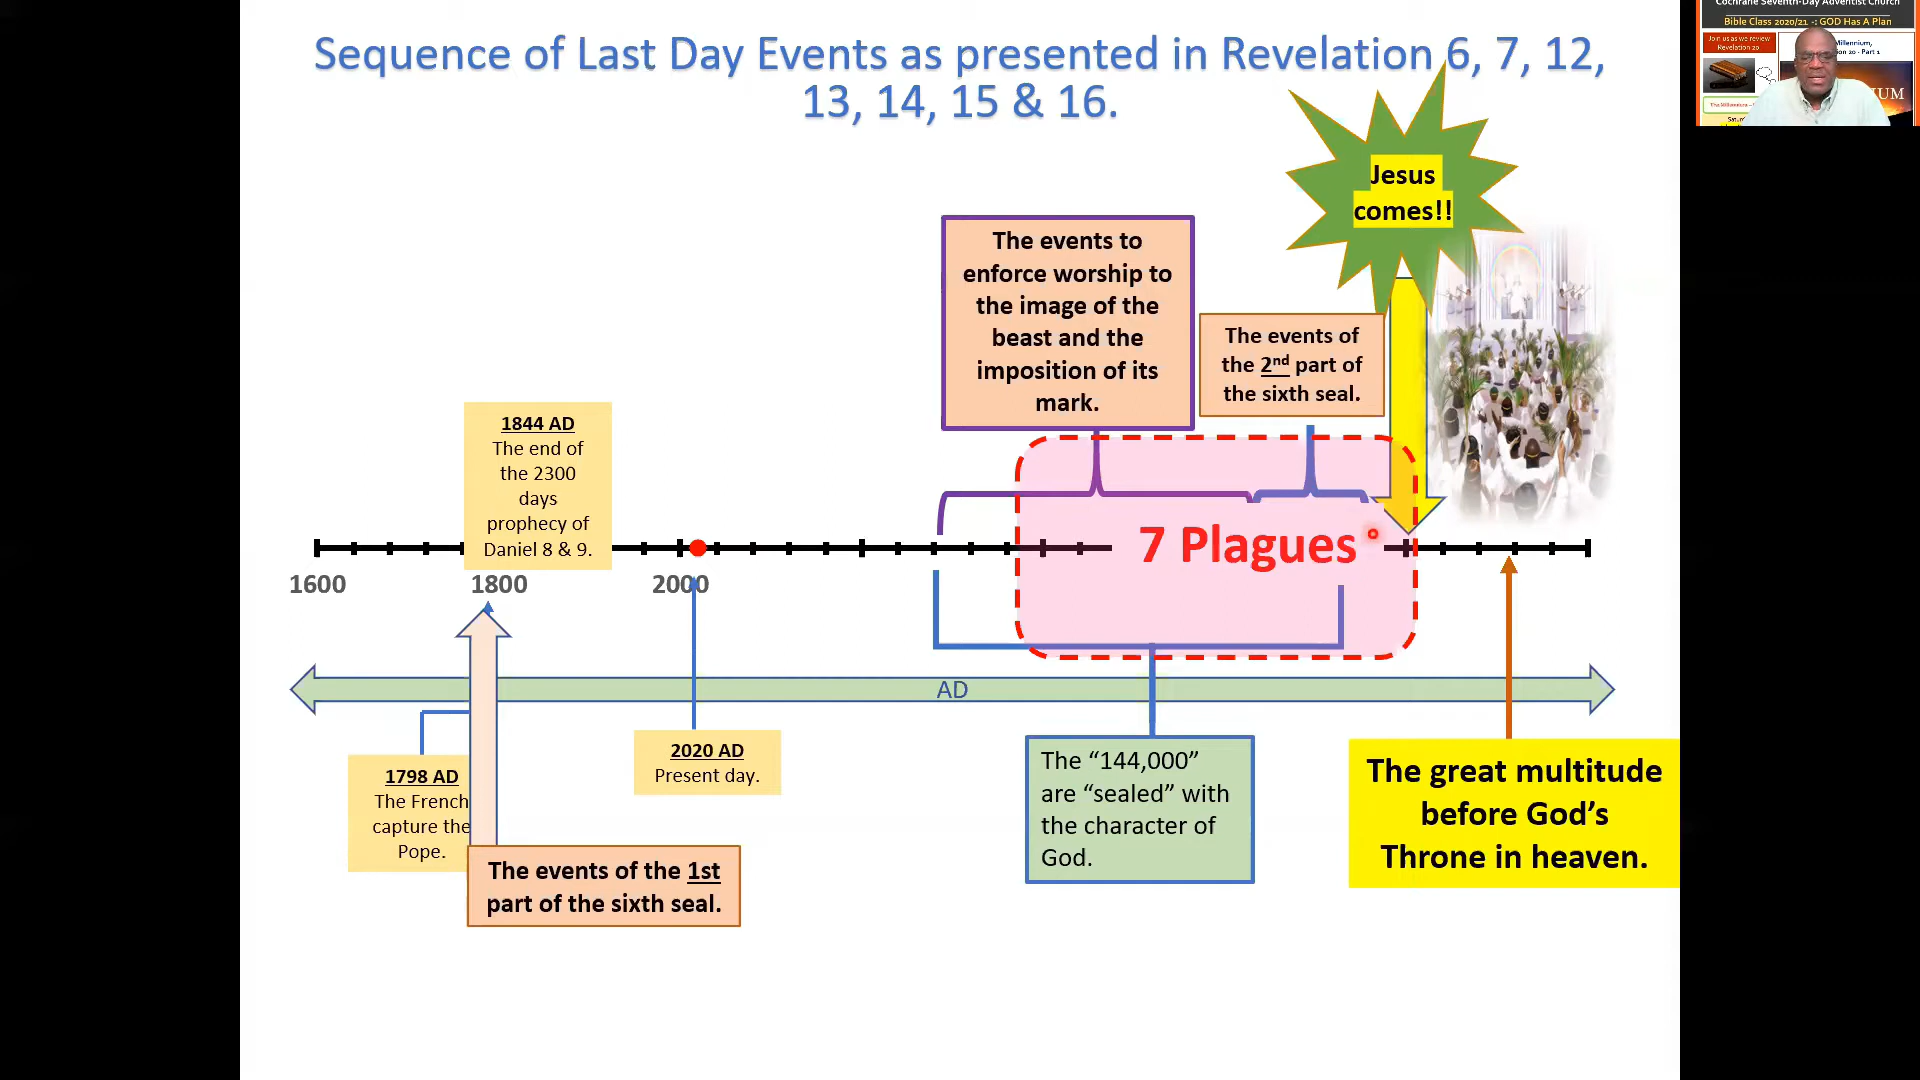 Sequence of Last Day Events as presented in Revelation 6, 7, 12,
13, 14, 15 & 16.
Cochrane Seventh-Day Adventist Church
Bible Class 2020/21 -: GOD Has A Plan
Join us as we review
Revelation 20
Millennium,
20 - Part 1
Jesus
comes!!
The events to
enforce worship to
the image of the
beast and the
imposition of its
mark.
The events of
the 2nd part of
the sixth seal.
1844 AD
The end of
the 2300
days
prophecy of
Daniel 8 & 9.
7 Plagues
1600
1800
2000
AD
1798 AD
The French
capture the
Pope.
2020 AD
Present day.
The events of the 1st
part of the sixth seal.
The “144,000”
are “sealed” with
the character of
God.
The great multitude
before God’s
Throne in heaven.